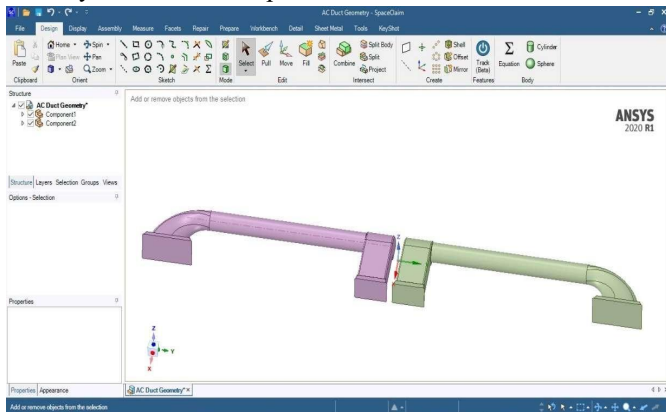 AC Duct Geometry - SpaceClaim
File Design Display Assembly Measure Facets Repair Prepare Workbench Detail Sheet Metal Tools KeyShot
Home Spin Split Body Shell Cylinder
Plan View Pan Split Offset
Paste Zoom Select Pull Move Fill Combine Project Mirror Track (Beta) Equation Sphere
Clipboard Orient Sketch Mode Edit Intersect Create Features Body
Structure
AC Duct Geometry*
Component1
Component2
Add or remove objects from the selection
ANSYS
2020 R1
Structure Layers Selection Groups Views
Options - Selection
Z
Properties
Z
Y
X
Properties Appearance
AC Duct Geometry*
Add or remove objects from the selection